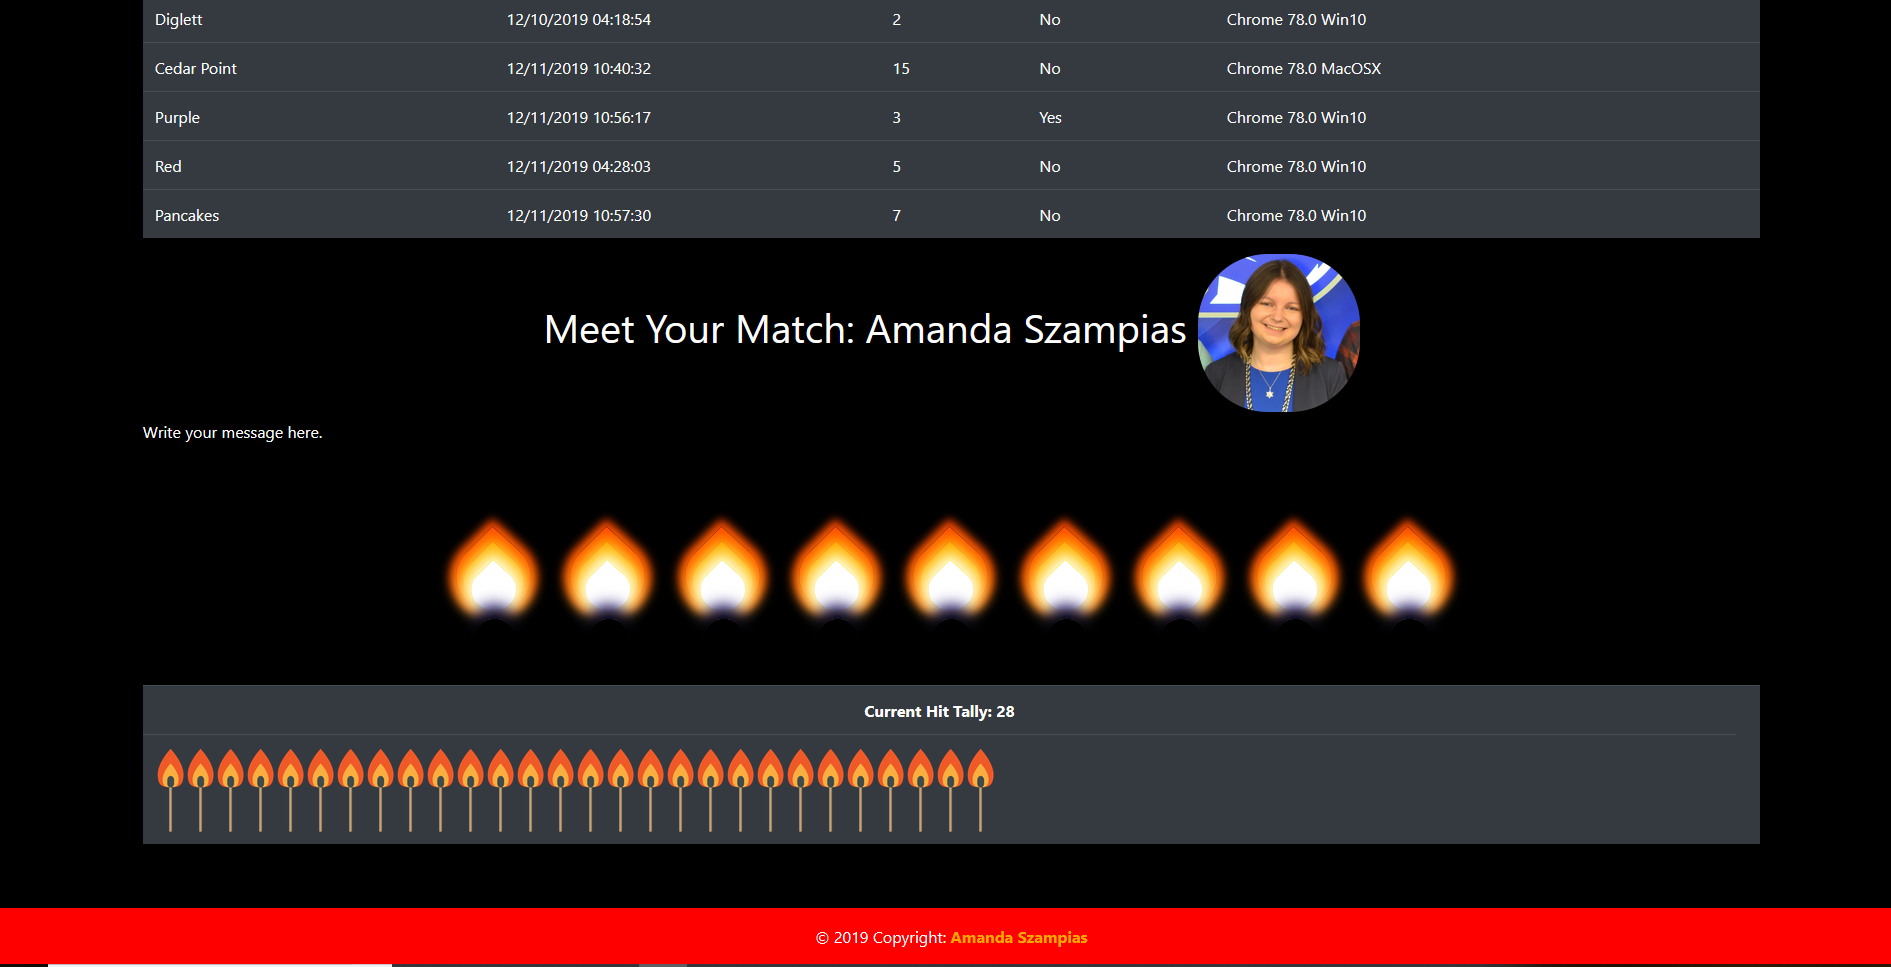 Diglett 12/10/2019 04:18:54 2 No Chrome 78.0 Win10
Cedar Point 12/11/2019 10:40:32 15 No Chrome 78.0 MacOSX
Purple 12/11/2019 10:56:17 3 Yes Chrome 78.0 Win10
Red 12/11/2019 04:28:03 5 No Chrome 78.0 Win10
Pancakes 12/11/2019 10:57:30 7 No Chrome 78.0 Win10
Meet Your Match: Amanda Szampias
Write your message here.
Current Hit Tally: 28
© 2019 Copyright: Amanda Szampias